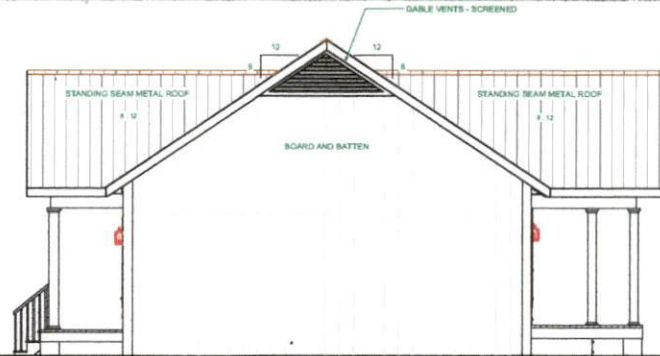 GABLE VENTS - SCREENED
12
12
8
8
STANDING SEAM METAL ROOF
STANDING SEAM METAL ROOF
8 : 12
8 : 12
BOARD AND BATTEN